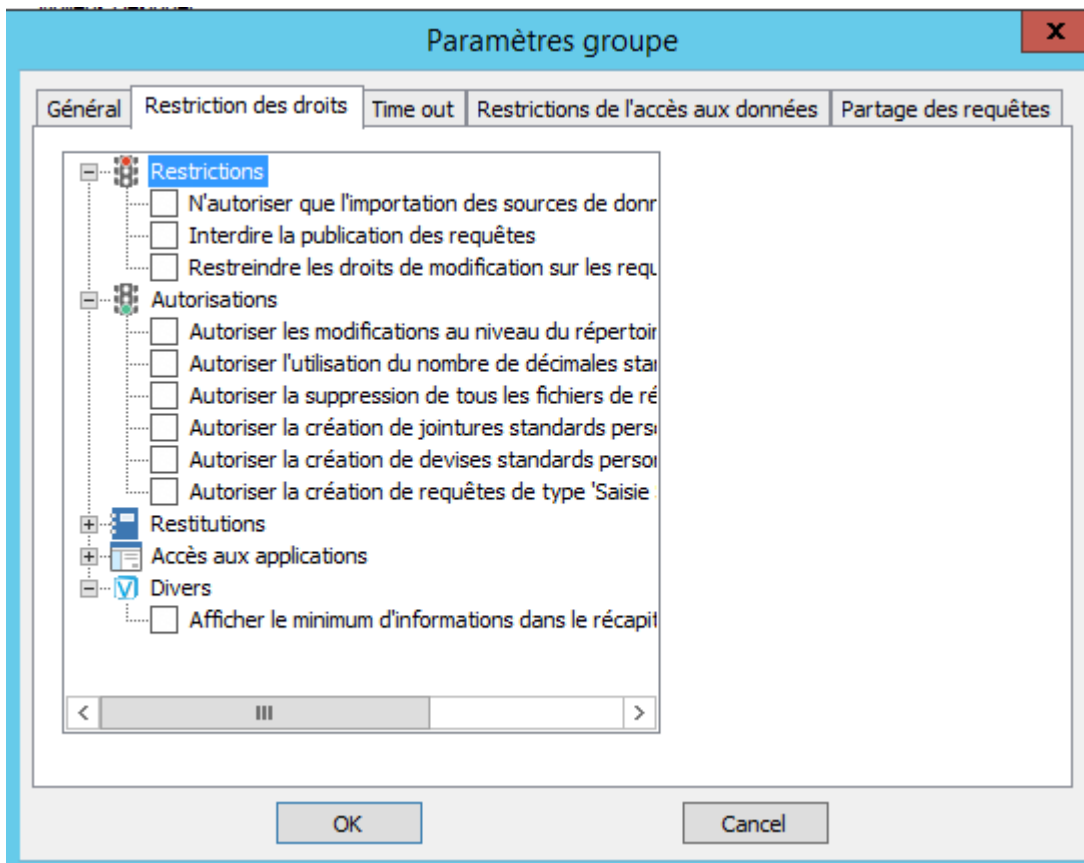 Paramètres groupe
x
Général Restriction des droits Time out Restrictions de l'accès aux données Partage des requêtes
Restrictions
N'autoriser que l'importation des sources de donr
Interdire la publication des requêtes
Restreindre les droits de modification sur les requ
Autorisations
Autoriser les modifications au niveau du répertoir
Autoriser l'utilisation du nombre de décimales star
Autoriser la suppression de tous les fichiers de ré
Autoriser la création de jointures standards pers
Autoriser la création de devises standards person
Autoriser la création de requêtes de type 'Saisie
Restitutions
Accès aux applications
Divers
Afficher le minimum d'informations dans le récapit
OK Cancel